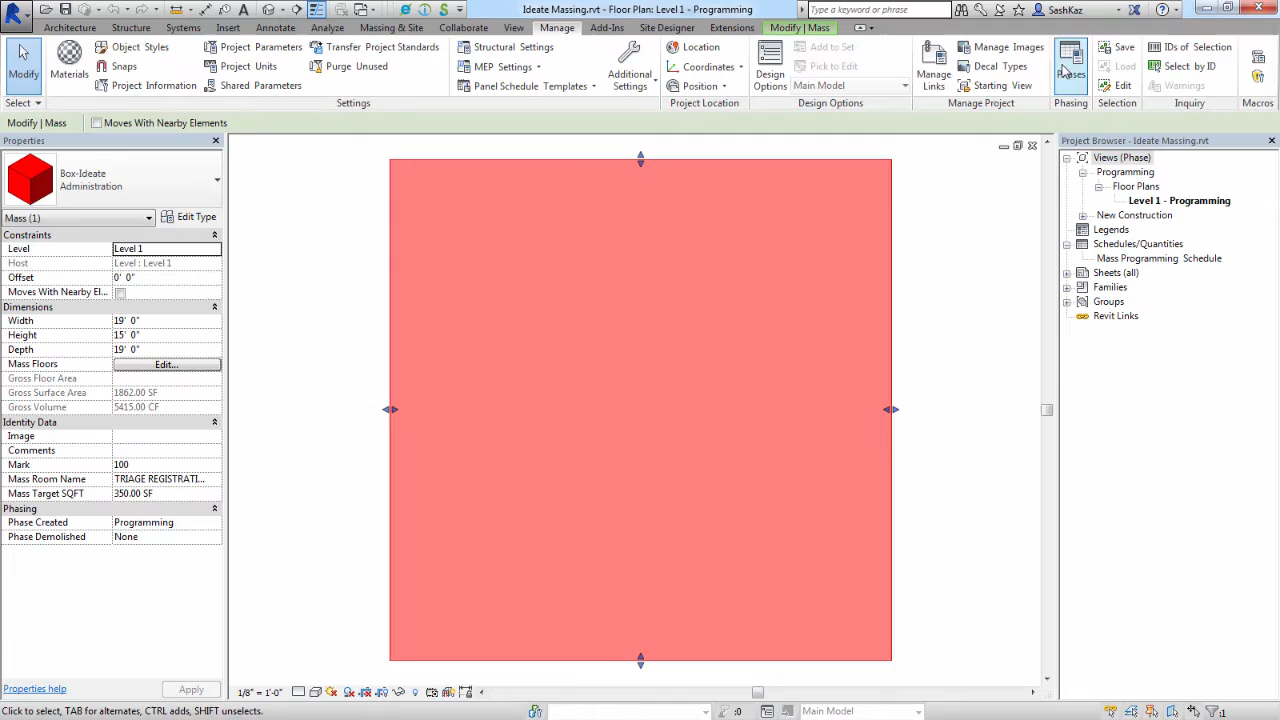 Ideate Massing.rvt - Floor Plan: Level 1 - Programming
Type a keyword or phrase
SashKaz
Architecture Structure Systems Insert Annotate Analyze Massing & Site Collaborate View Manage Add-Ins Site Designer Extensions Modify | Mass
Modify
Materials
Object Styles
Snaps
Project Information
Project Parameters
Project Units
Shared Parameters
Transfer Project Standards
Purge Unused
Structural Settings
MEP Settings
Panel Schedule Templates
Additional Settings
Location
Coordinates
Position
Design Options
Add to Set
Pick to Edit
Main Model
Manage Links
Manage Images
Decal Types
Starting View
Phases
Save
Load
Edit
IDs of Selection
Select by ID
Warnings
Select Settings Project Location Design Options Manage Project Phasing Selection Inquiry Macros
Modify | Mass Moves With Nearby Elements
Properties
Box-Ideate
Administration
Mass (1) Edit Type
Constraints
Level Level 1
Host Level : Level 1
Offset 0' 0"
Moves With Nearby El...
Dimensions
Width 19' 0"
Height 15' 0"
Depth 19' 0"
Mass Floors Edit...
Gross Floor Area
Gross Surface Area 1862.00 SF
Gross Volume 5415.00 CF
Identity Data
Image
Comments
Mark 100
Mass Room Name TRIAGE REGISTRATI...
Mass Target SQFT 350.00 SF
Phasing
Phase Created Programming
Phase Demolished None
Properties help Apply
1/8" = 1'-0"
Project Browser - Ideate Massing.rvt
Views (Phase)
Programming
Floor Plans
Level 1 - Programming
New Construction
Legends
Schedules/Quantities
Mass Programming Schedule
Sheets (all)
Families
Groups
Revit Links
Click to select, TAB for alternates, CTRL adds, SHIFT unselects. :0 Main Model :1